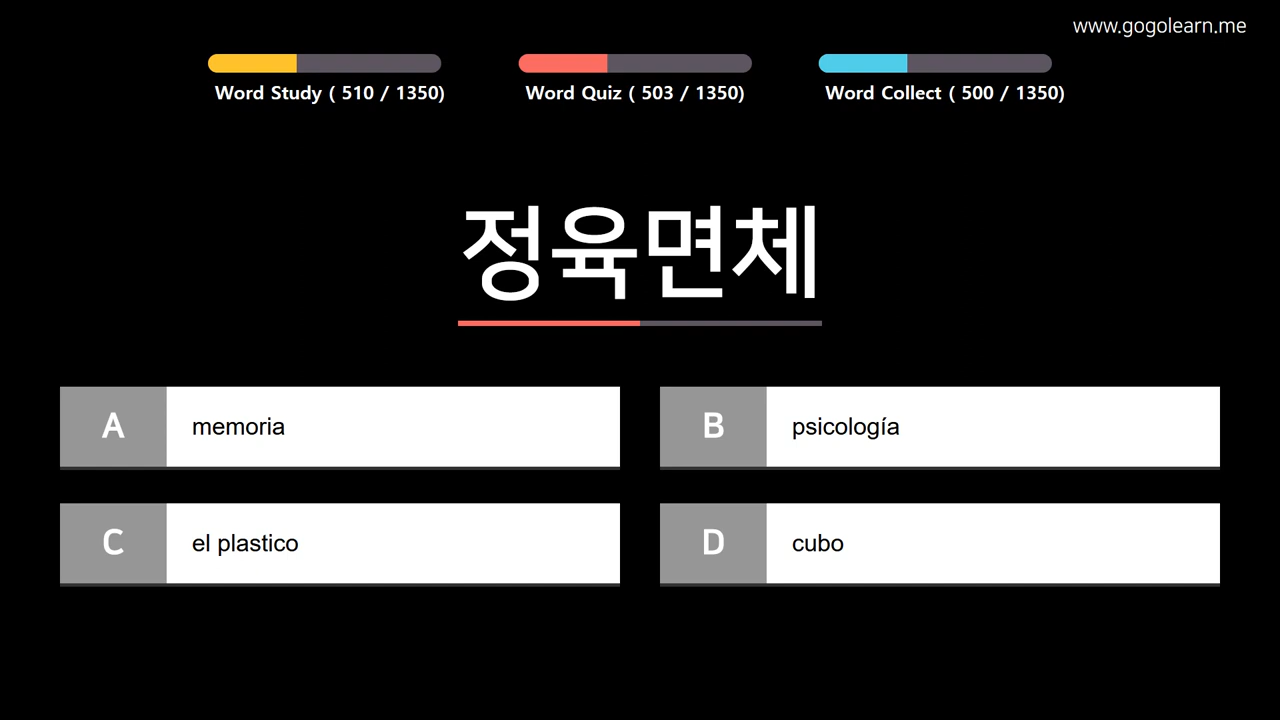 www.gogolearn.me
Word Study ( 510 / 1350)
Word Quiz ( 503 / 1350)
Word Collect ( 500 / 1350)
정육면체
A memoria
B psicología
C el plastico
D cubo